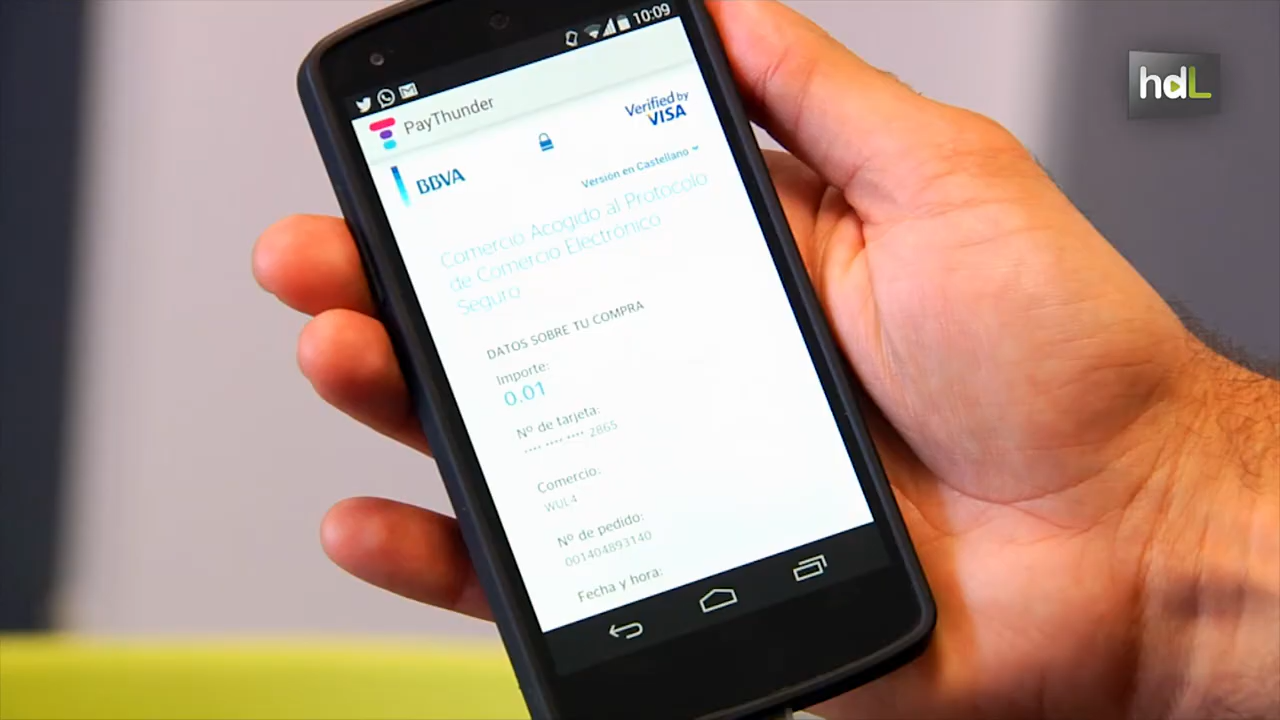 10:09
hdL
PayThunder
Verified by
VISA
BBVA
Versión en Castellano
Comercio Acogido al Protocolo
de Comercio Electrónico
Seguro
DATOS SOBRE TU COMPRA
Importe:
0.01
Nº de tarjeta:
•••• •••• •••• 2865
Comercio:
WUL4
Nº de pedido:
001404893140
Fecha y hora: